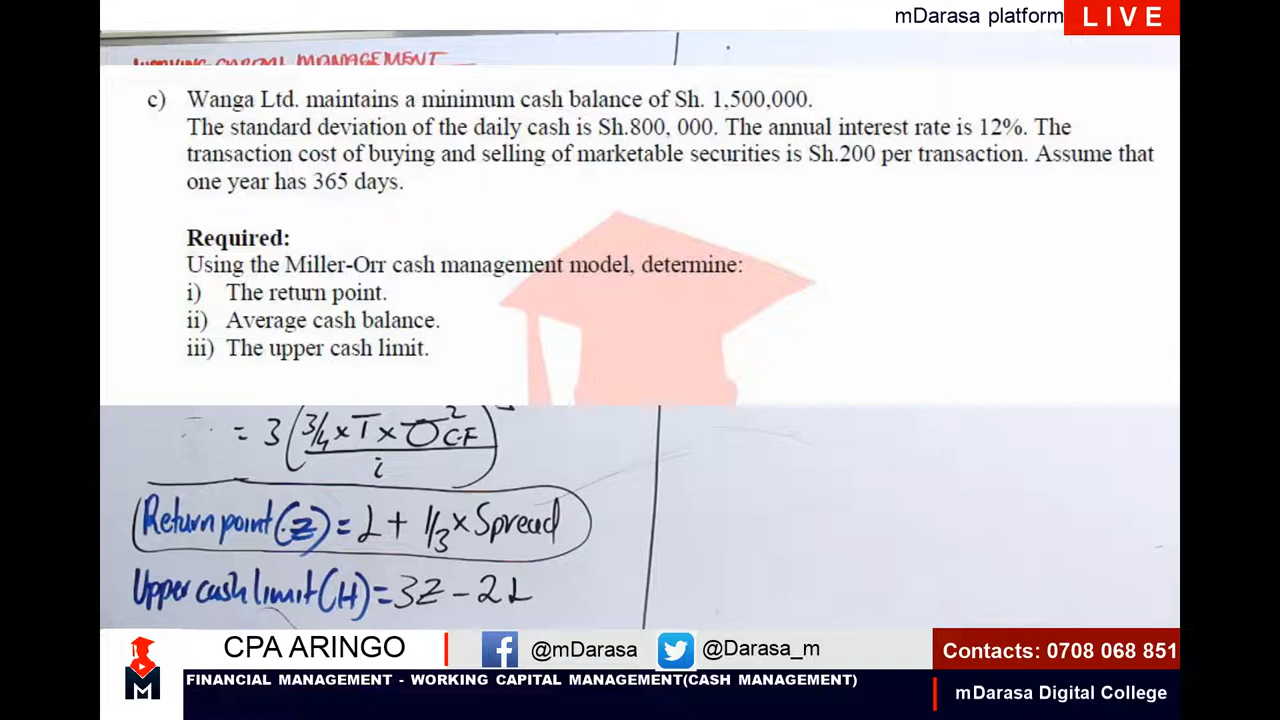 mDarasa platform
LIVE
WORKING CAPITAL MANAGEMENT
c) Wanga Ltd. maintains a minimum cash balance of Sh. 1,500,000.
The standard deviation of the daily cash is Sh.800, 000. The annual interest rate is 12%. The
transaction cost of buying and selling of marketable securities is Sh.200 per transaction. Assume that
one year has 365 days.
Required:
Using the Miller-Orr cash management model, determine:
i) The return point.
ii) Average cash balance.
iii) The upper cash limit.
= 3 (3/4 x T x σ²CF / i)
Return point (Z) = L + 1/3 x Spread
Upper cash limit (H) = 3Z - 2L
CPA ARINGO
@mDarasa
@Darasa_m
Contacts: 0708 068 851
M
FINANCIAL MANAGEMENT - WORKING CAPITAL MANAGEMENT(CASH MANAGEMENT)
mDarasa Digital College